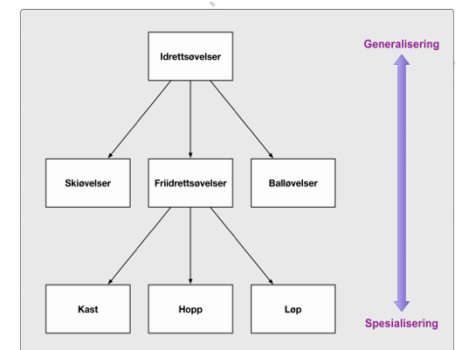 Generalisering
Idrettsøvelser
Skiøvelser
Friidrettsøvelser
Balløvelser
Kast
Hopp
Løp
Spesialisering